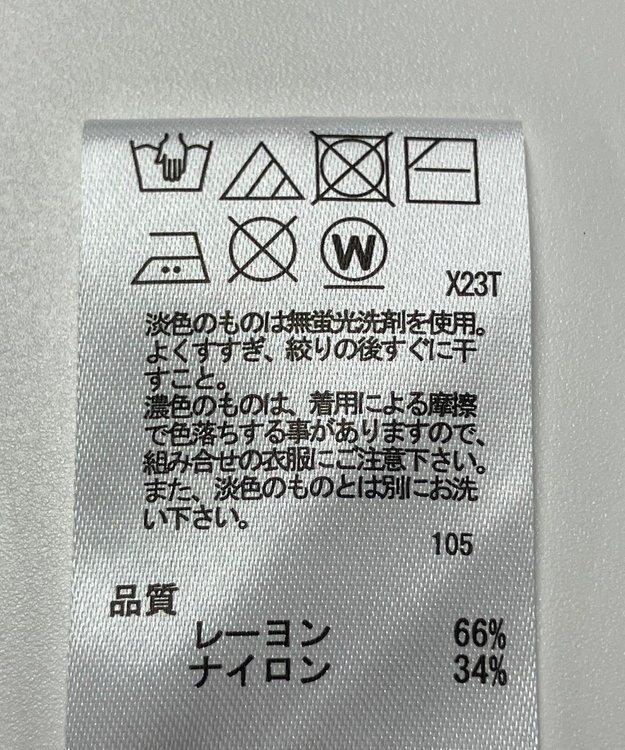 W
X23T
淡色のものは無蛍光洗剤を使用。
よくすすぎ、絞りの後すぐに干
すこと。
濃色のものは、着用による摩擦
で色落ちする事がありますので、
組み合せの衣服にご注意下さい。
また、淡色のものとは別にお洗
い下さい。
105
品質
レーヨン 66%
ナイロン 34%